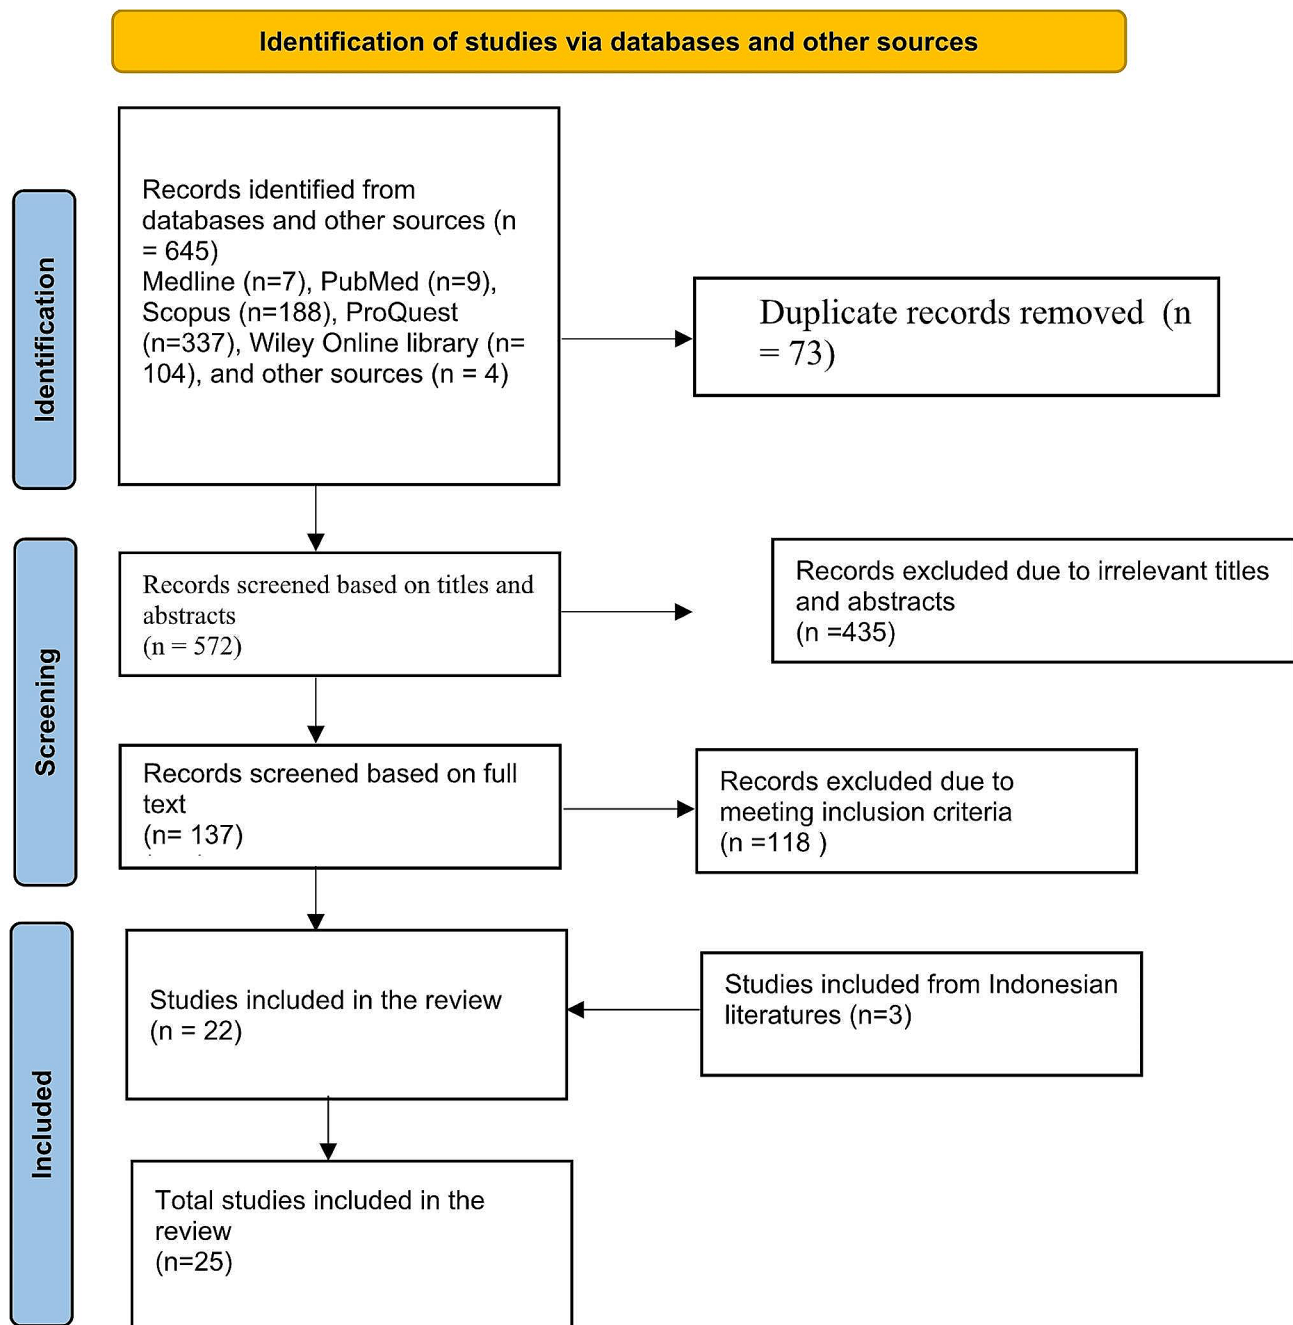 Identification of studies via databases and other sources
Identification
Records identified from
databases and other sources (n
= 645)
Medline (n=7), PubMed (n=9),
Scopus (n=188), ProQuest
(n=337), Wiley Online library (n=
104), and other sources (n = 4)
Duplicate records removed (n
= 73)
Screening
Records screened based on titles and
abstracts
(n = 572)
Records excluded due to irrelevant titles
and abstracts
(n =435)
Records screened based on full
text
(n= 137)
Records excluded due to
meeting inclusion criteria
(n =118 )
Included
Studies included in the review
(n = 22)
Studies included from Indonesian
literatures (n=3)
Total studies included in the
review
(n=25)